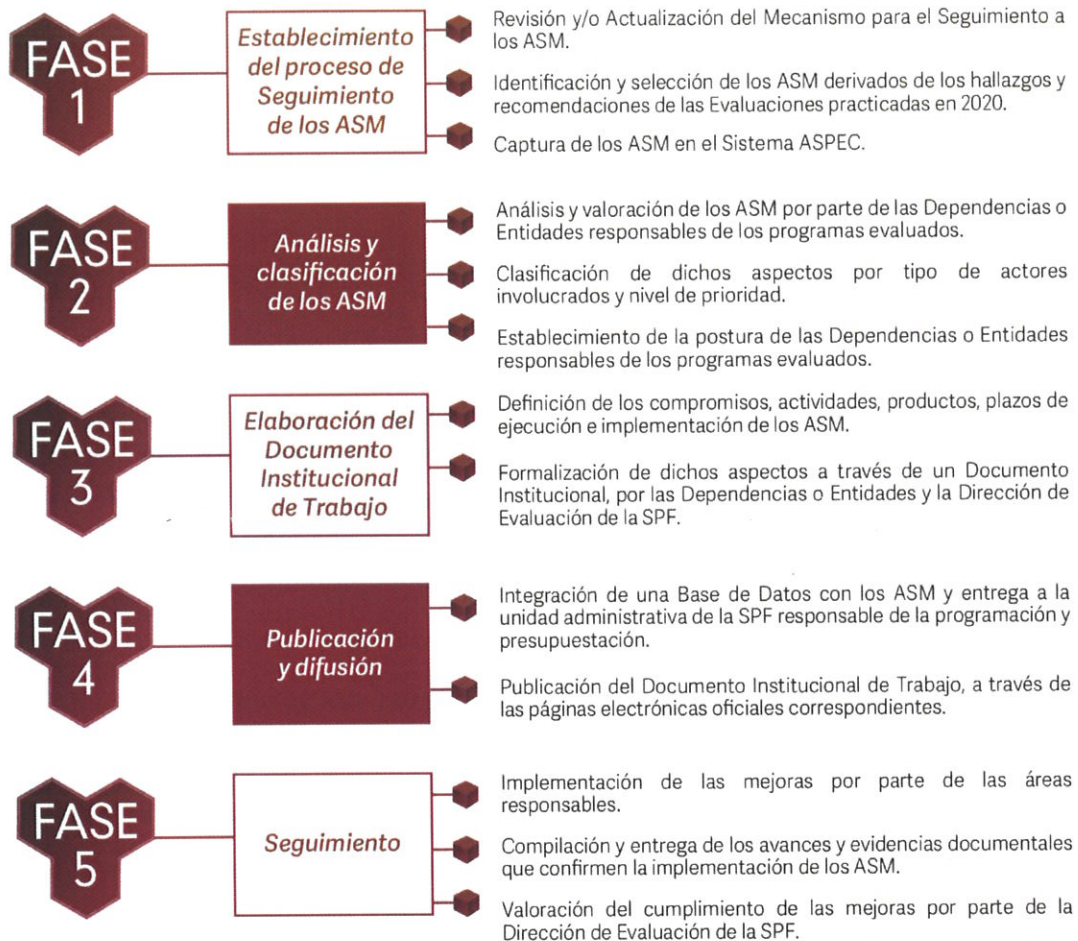 FASE
1
Establecimiento
del proceso de
Seguimiento
de los ASM
Revisión y/o Actualización del Mecanismo para el Seguimiento a
los ASM.
Identificación y selección de los ASM derivados de los hallazgos y
recomendaciones de las Evaluaciones practicadas en 2020.
Captura de los ASM en el Sistema ASPEC.
FASE
2
Análisis y
clasificación
de los ASM
Análisis y valoración de los ASM por parte de las Dependencias o
Entidades responsables de los programas evaluados.
Clasificación de dichos aspectos por tipo de actores
involucrados y nivel de prioridad.
Establecimiento de la postura de las Dependencias o Entidades
responsables de los programas evaluados.
FASE
3
Elaboración del
Documento
Institucional
de Trabajo
Definición de los compromisos, actividades, productos, plazos de
ejecución e implementación de los ASM.
Formalización de dichos aspectos a través de un Documento
Institucional, por las Dependencias o Entidades y la Dirección de
Evaluación de la SPF.
FASE
4
Publicación
y difusión
Integración de una Base de Datos con los ASM y entrega a la
unidad administrativa de la SPF responsable de la programación y
presupuestación.
Publicación del Documento Institucional de Trabajo, a través de
las páginas electrónicas oficiales correspondientes.
FASE
5
Seguimiento
Implementación de las mejoras por parte de las áreas
responsables.
Compilación y entrega de los avances y evidencias documentales
que confirmen la implementación de los ASM.
Valoración del cumplimiento de las mejoras por parte de la
Dirección de Evaluación de la SPF.